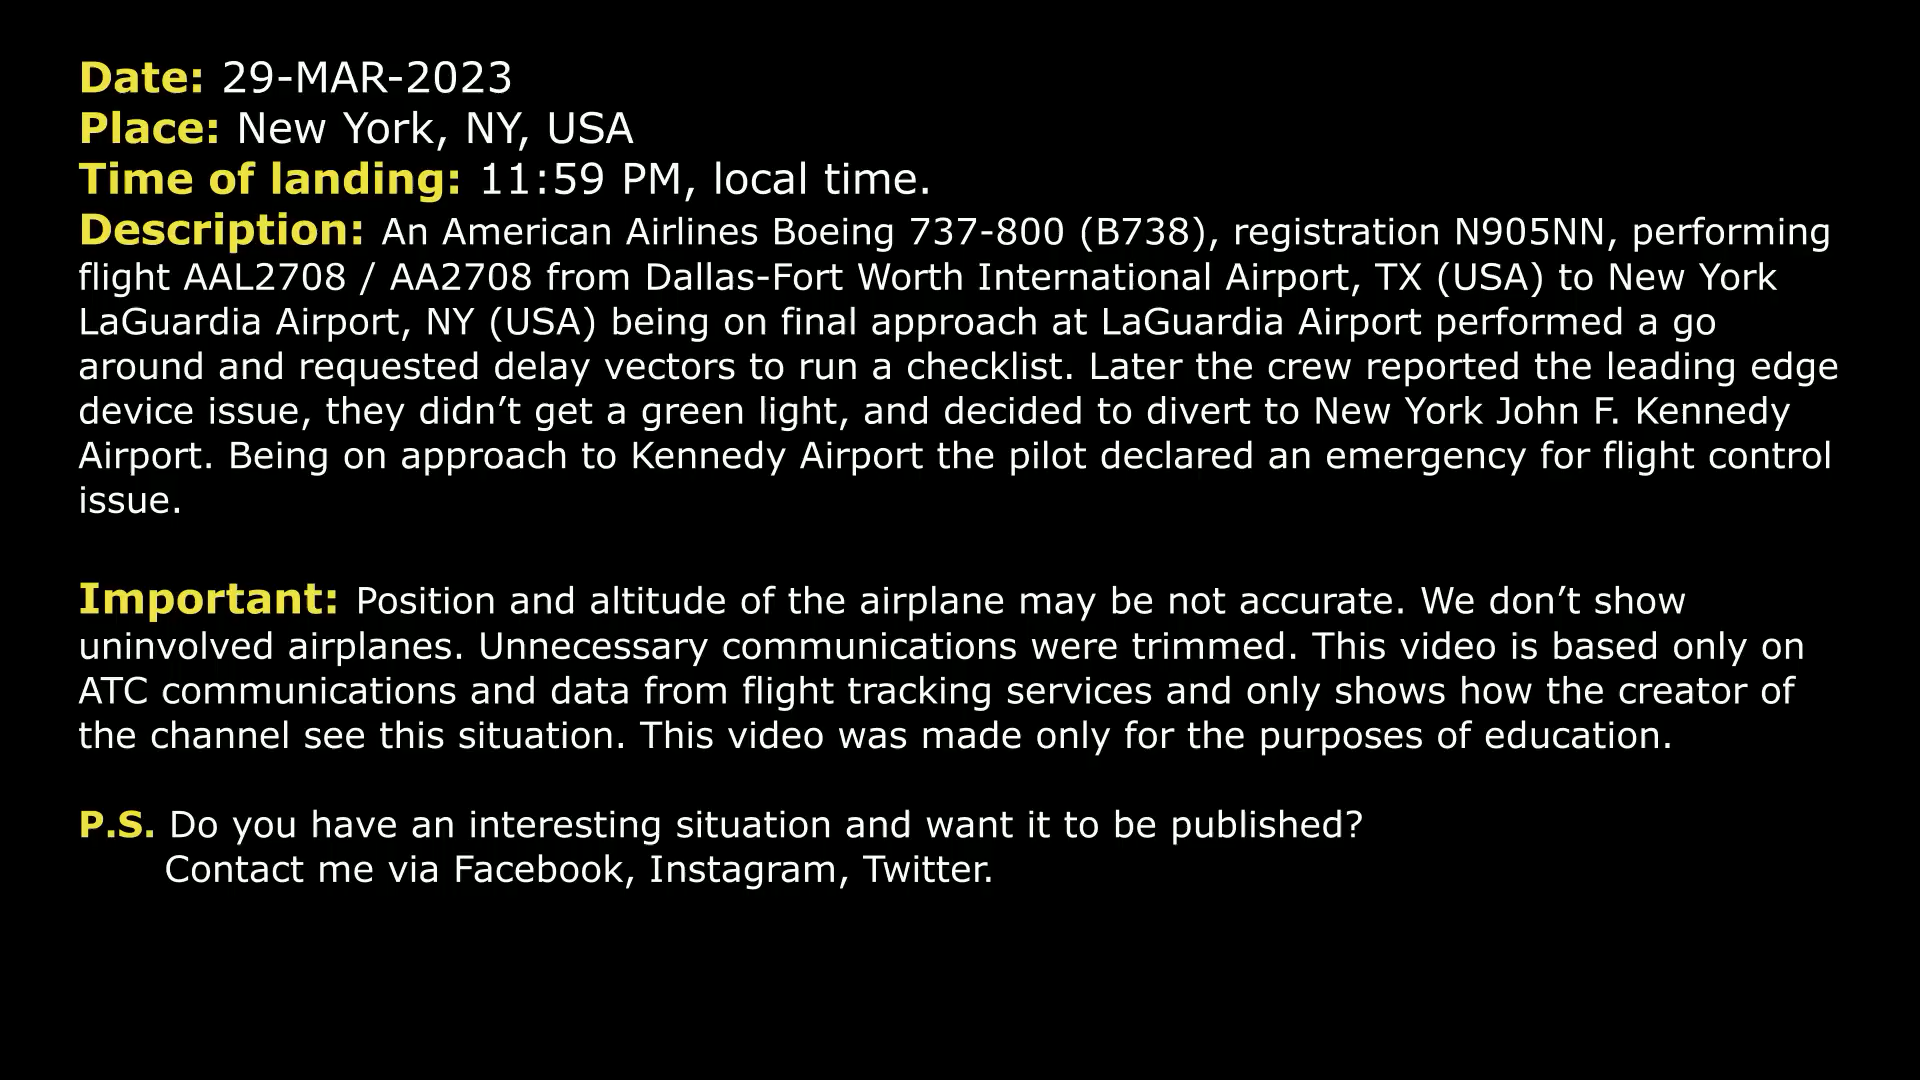 Date: 29-MAR-2023
Place: New York, NY, USA
Time of landing: 11:59 PM, local time.
Description: An American Airlines Boeing 737-800 (B738), registration N905NN, performing
flight AAL2708 / AA2708 from Dallas-Fort Worth International Airport, TX (USA) to New York
LaGuardia Airport, NY (USA) being on final approach at LaGuardia Airport performed a go
around and requested delay vectors to run a checklist. Later the crew reported the leading edge
device issue, they didn’t get a green light, and decided to divert to New York John F. Kennedy
Airport. Being on approach to Kennedy Airport the pilot declared an emergency for flight control
issue.
Important: Position and altitude of the airplane may be not accurate. We don’t show
uninvolved airplanes. Unnecessary communications were trimmed. This video is based only on
ATC communications and data from flight tracking services and only shows how the creator of
the channel see this situation. This video was made only for the purposes of education.
P.S. Do you have an interesting situation and want it to be published?
Contact me via Facebook, Instagram, Twitter.